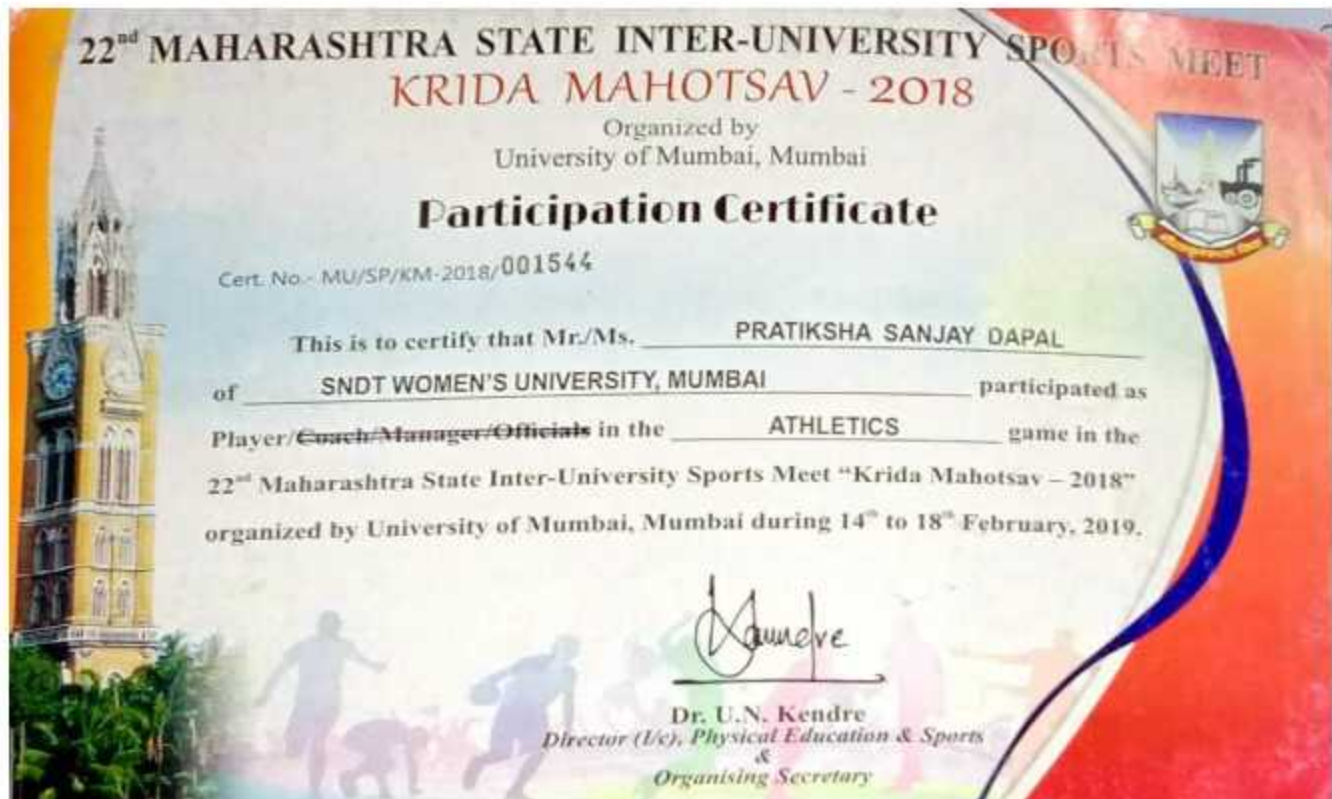 22nd MAHARASHTRA STATE INTER-UNIVERSITY SPORTS MEET
KRIDA MAHOTSAV - 2018
Organized by
University of Mumbai, Mumbai
Participation Certificate
Cert. No.- MU/SP/KM-2018/001544
This is to certify that Mr./Ms. PRATIKSHA SANJAY DAPAL
of SNDT WOMEN'S UNIVERSITY, MUMBAI participated as
Player/Coach/Manager/Officials in the ATHLETICS game in the
22nd Maharashtra State Inter-University Sports Meet "Krida Mahotsav – 2018"
organized by University of Mumbai, Mumbai during 14th to 18th February, 2019.
Dr. U.N. Kendre
Director (I/c), Physical Education & Sports
&
Organising Secretary